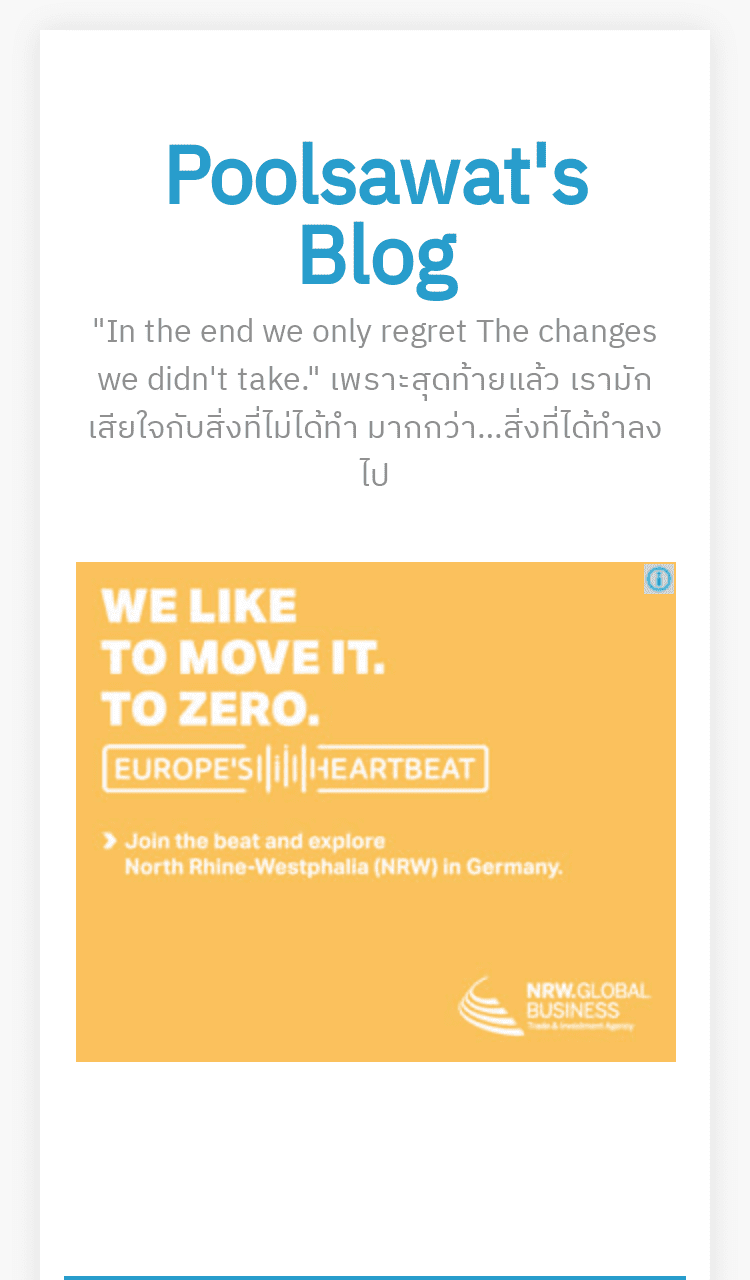 Poolsawat's
Blog
"In the end we only regret The changes
we didn't take." เพราะสุดท้ายแล้ว เรามัก
เสียใจกับสิ่งที่ไม่ได้ทำ มากกว่า...สิ่งที่ได้ทำลง
ไป
WE LIKE
TO MOVE IT.
TO ZERO.
EUROPE'S HEARTBEAT
Join the beat and explore
North Rhine-Westphalia (NRW) in Germany.
NRW.GLOBAL
BUSINESS
Trade & Investment Agency